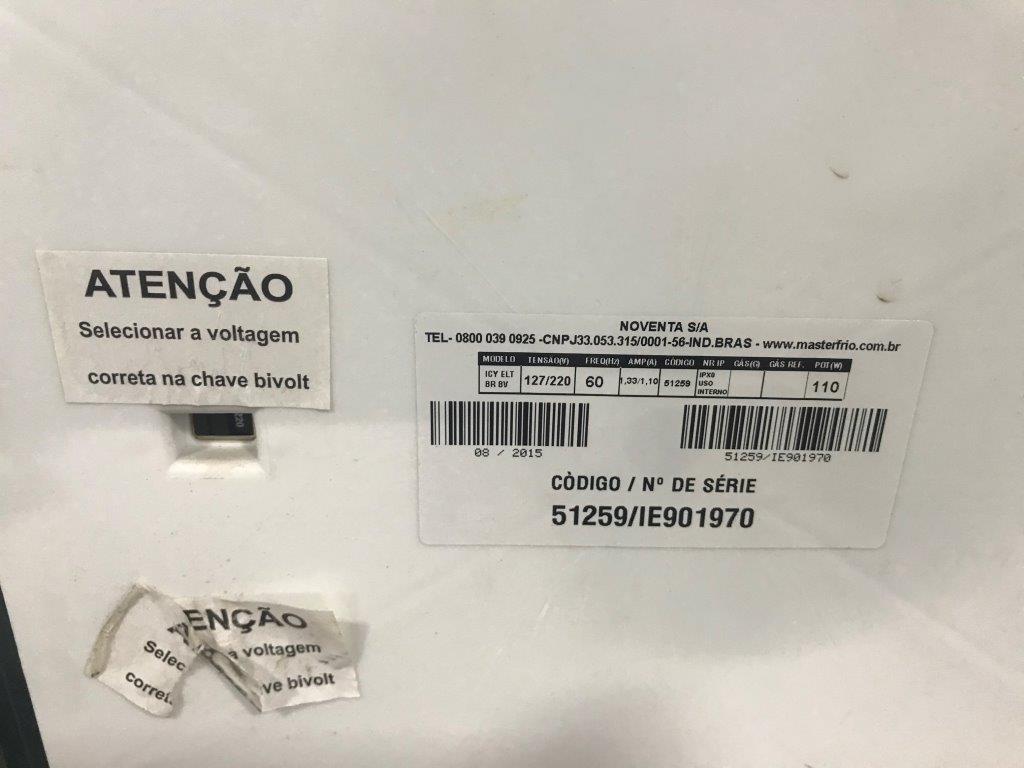 ATENÇÃO
Selecionar a voltagem
correta na chave bivolt
20
NOVENTA S/A
TEL- 0800 039 0925 -CNPJ33.053.315/0001-56-IND.BRAS - www.masterfrio.com.br
MODELO TENSÃO(V) FREQ(HZ) AMP(A) CÓDIGO NR IP GÁS(G) GÁS REF. POT(W)
ICY ELT BR BV 127/220 60 1,33/1,10 51259 IPX0 USO INTERNO 110
08 / 2015 51259/IE901970
CÒDIGO / Nº DE SÉRIE
51259/IE901970
ENÇÃO
Selec a voltagem
corre ve bivolt